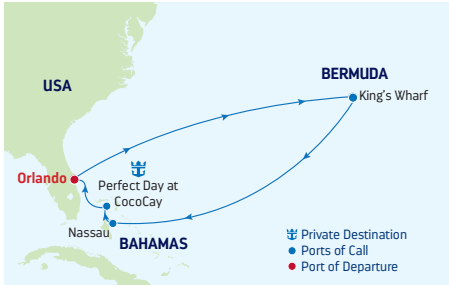 BERMUDA
USA
King's Wharf
Orlando
Perfect Day at
CocoCay
Nassau
BAHAMAS
Private Destination
Ports of Call
Port of Departure